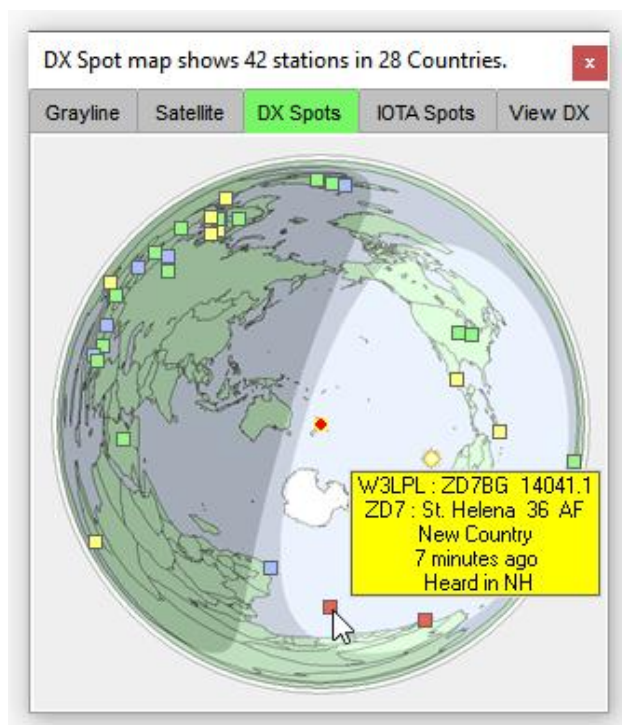 DX Spot map shows 42 stations in 28 Countries.
x
Grayline Satellite DX Spots IOTA Spots View DX
W3LPL : ZD7BG 14041.1
ZD7 : St. Helena 36 AF
New Country
7 minutes ago
Heard in NH